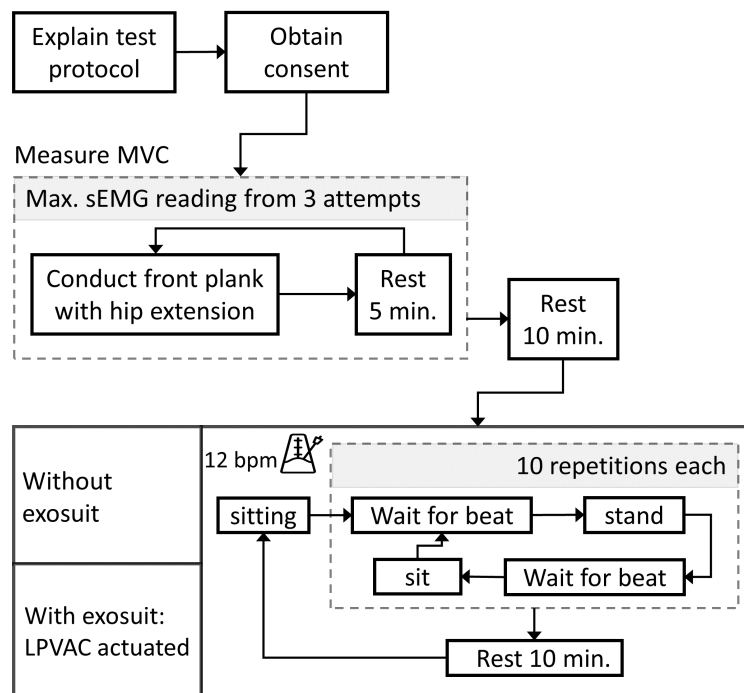 Explain test
protocol
Obtain
consent
Measure MVC
Max. sEMG reading from 3 attempts
Conduct front plank
with hip extension
Rest
5 min.
Rest
10 min.
Without
exosuit
With exosuit:
LPVAC actuated
12 bpm
10 repetitions each
sitting
Wait for beat
stand
sit
Wait for beat
Rest 10 min.